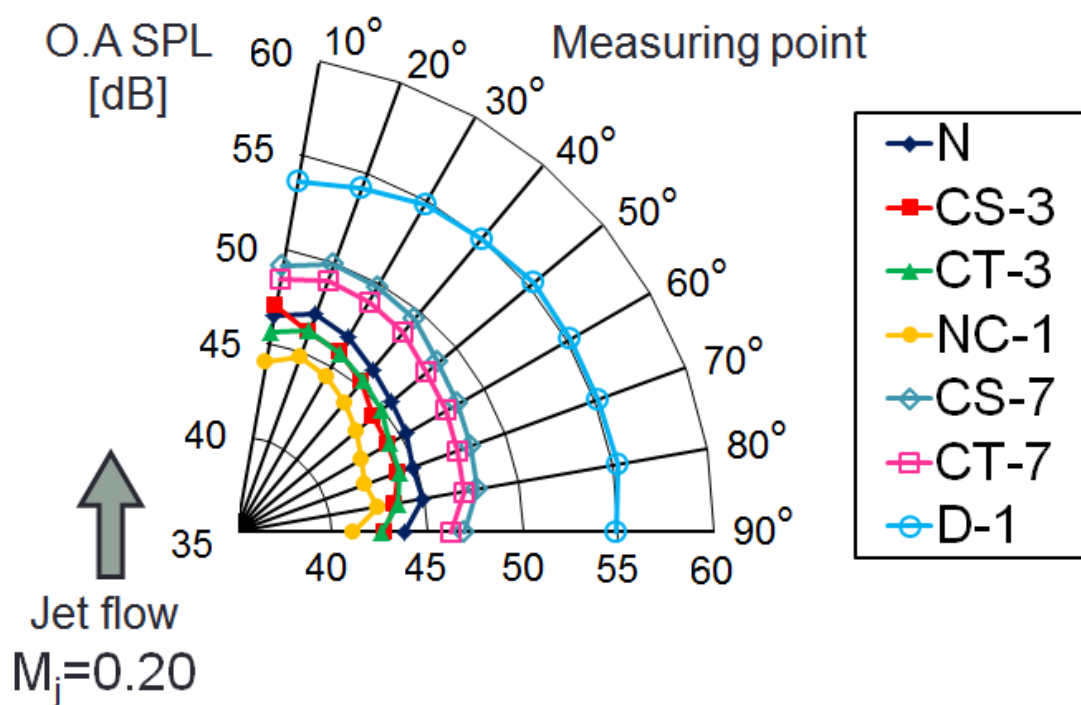 O.A SPL
[dB]
Measuring point
60
10°
20°
30°
40°
50°
60°
70°
80°
90°
55
50
45
40
35
40
45
50
55
60
Jet flow
Mj=0.20
N
CS-3
CT-3
NC-1
CS-7
CT-7
D-1